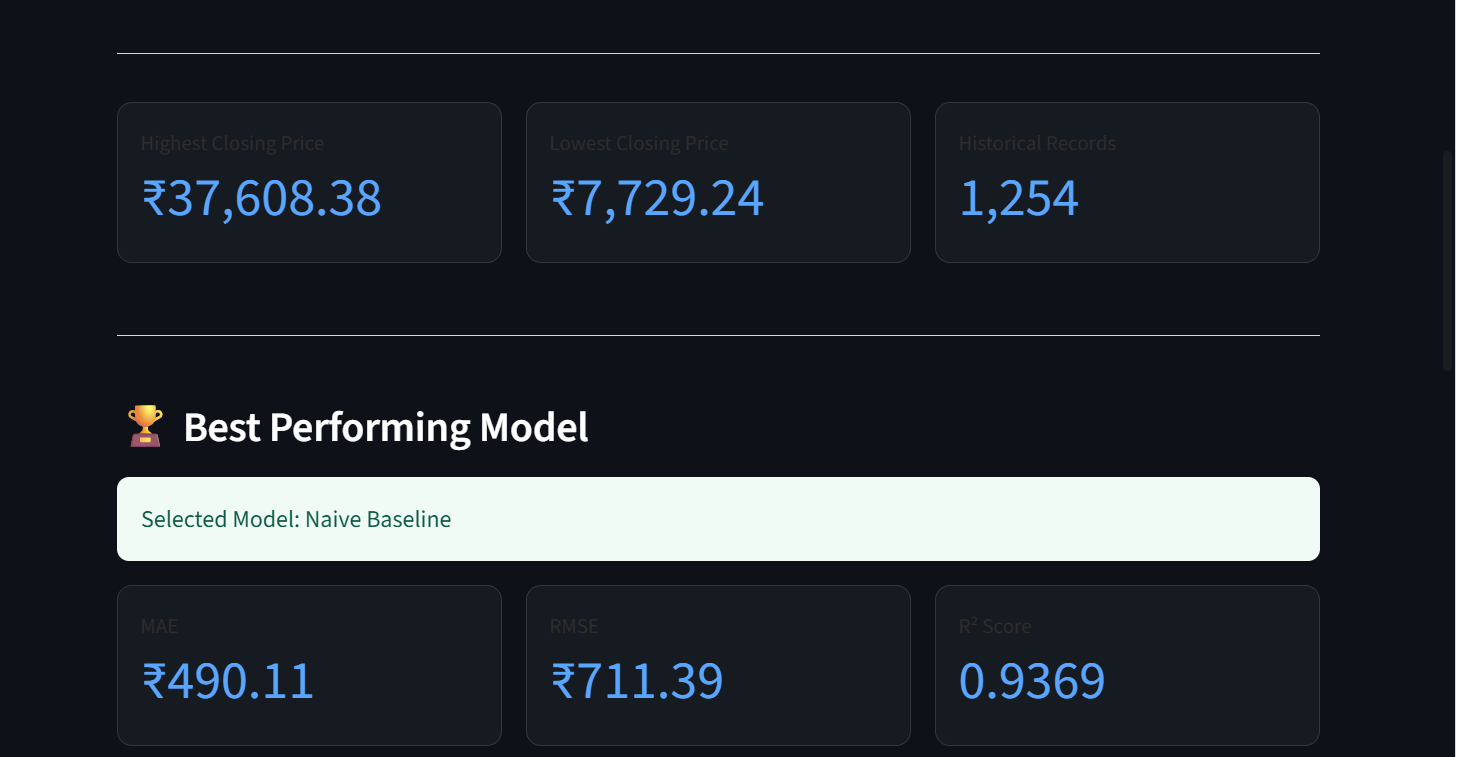 Highest Closing Price
₹37,608.38
Lowest Closing Price
₹7,729.24
Historical Records
1,254
🏆 Best Performing Model
Selected Model: Naive Baseline
MAE
₹490.11
RMSE
₹711.39
R² Score
0.9369